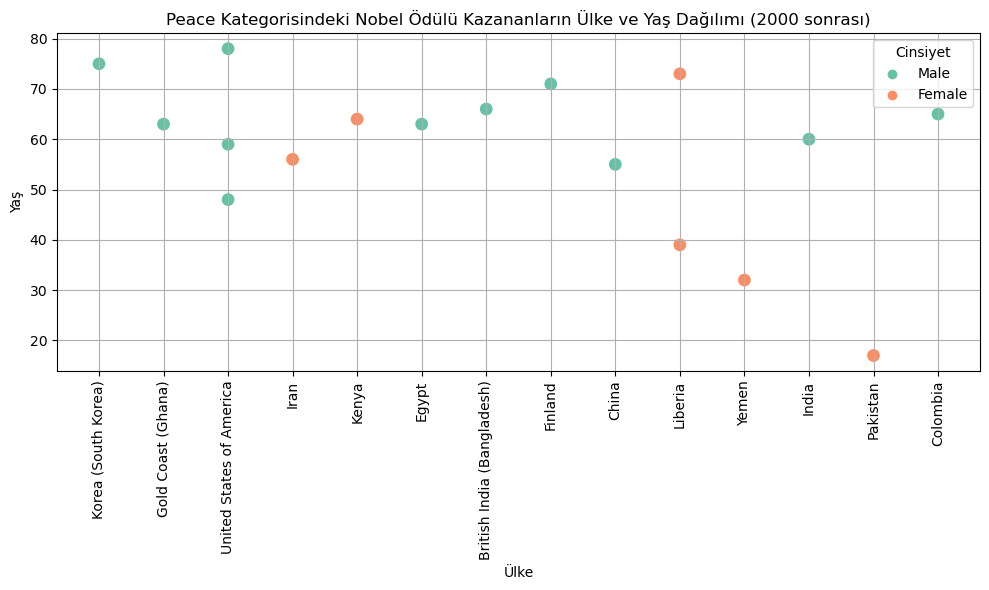 Peace Kategorisindeki Nobel Ödülü Kazananların Ülke ve Yaş Dağılımı (2000 sonrası)
Cinsiyet
Male
Female
Yaş
80
70
60
50
40
30
20
Korea (South Korea)
Gold Coast (Ghana)
United States of America
Iran
Kenya
Egypt
British India (Bangladesh)
Finland
China
Liberia
Yemen
India
Pakistan
Colombia
Ülke